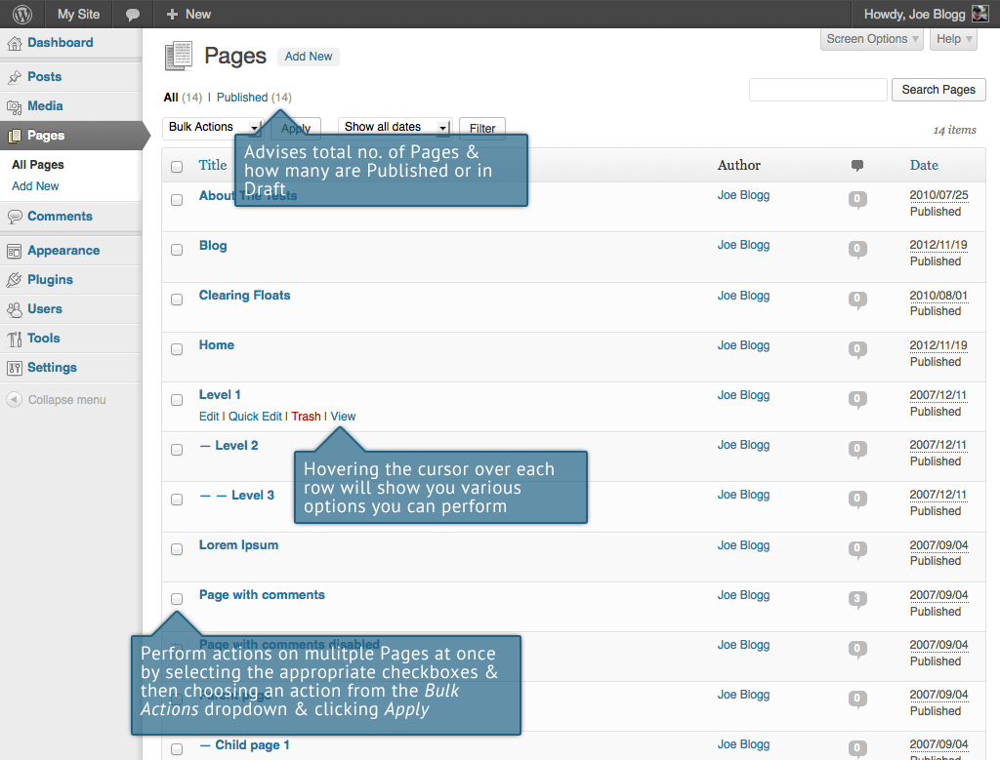 My Site
New
Howdy, Joe Blogg
Dashboard
Posts
Media
Pages
All Pages
Add New
Comments
Appearance
Plugins
Users
Tools
Settings
Collapse menu
Screen Options
Help
Pages Add New
All (14) | Published (14)
Search Pages
Bulk Actions
Apply
Show all dates
Filter
14 items
Advises total no. of Pages &
how many are Published or in
Draft
Title
Author
Date
About The Tests Joe Blogg 0 2010/07/25
Published
Blog Joe Blogg 0 2012/11/19
Published
Clearing Floats Joe Blogg 0 2010/08/01
Published
Home Joe Blogg 0 2012/11/19
Published
Level 1 Joe Blogg 0 2007/12/11
Published
Edit | Quick Edit | Trash | View
— Level 2 Joe Blogg 0 2007/12/11
Published
Hovering the cursor over each
row will show you various
options you can perform
— — Level 3 Joe Blogg 0 2007/12/11
Published
Lorem Ipsum Joe Blogg 0 2007/09/04
Published
Page with comments Joe Blogg 3 2007/09/04
Published
Page with comments disabled Joe Blogg 0 2007/09/04
Published
Perform actions on mulitple Pages at once
by selecting the appropriate checkboxes &
then choosing an action from the Bulk
Actions dropdown & clicking Apply
Parent page Joe Blogg 0 2007/09/04
Published
— Child page 1 Joe Blogg 0 2007/09/04
Published